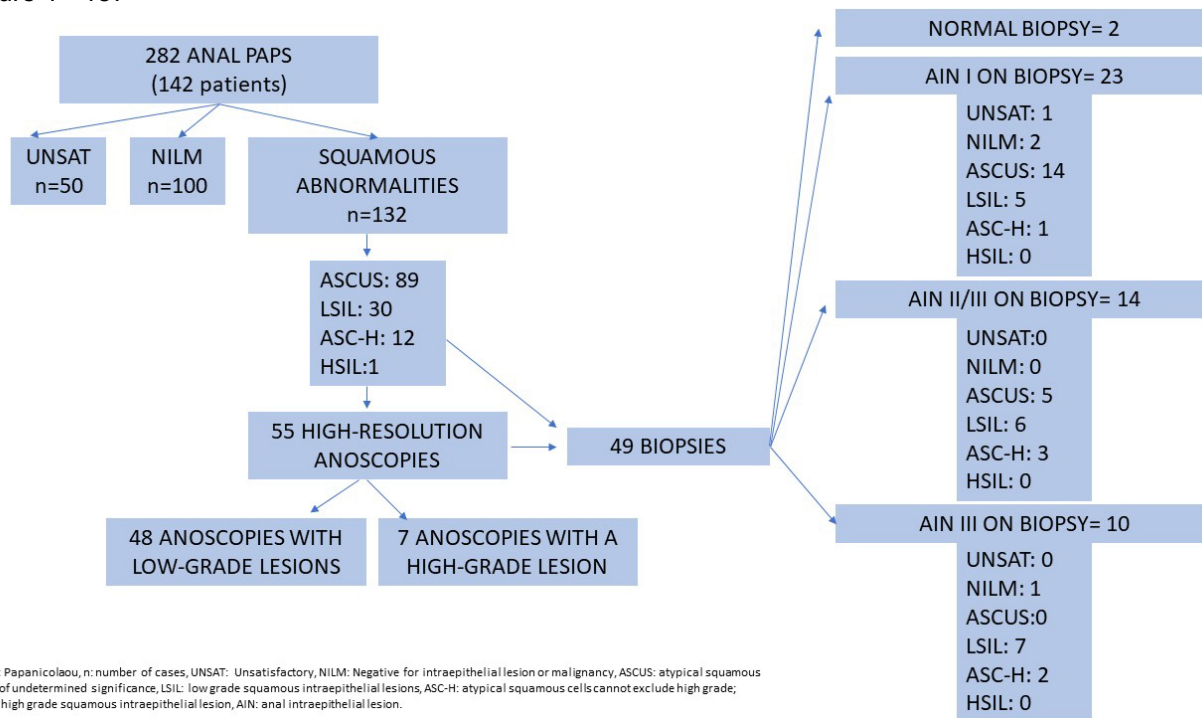 282 ANAL PAPS
(142 patients)
UNSAT
n=50
NILM
n=100
SQUAMOUS
ABNORMALITIES
n=132
ASCUS: 89
LSIL: 30
ASC-H: 12
HSIL:1
55 HIGH-RESOLUTION
ANOSCOPIES
48 ANOSCOPIES WITH
LOW-GRADE LESIONS
7 ANOSCOPIES WITH A
HIGH-GRADE LESION
49 BIOPSIES
NORMAL BIOPSY= 2
AIN I ON BIOPSY= 23
UNSAT: 1
NILM: 2
ASCUS: 14
LSIL: 5
ASC-H: 1
HSIL: 0
AIN II/III ON BIOPSY= 14
UNSAT:0
NILM: 0
ASCUS: 5
LSIL: 6
ASC-H: 3
HSIL: 0
AIN III ON BIOPSY= 10
UNSAT: 0
NILM: 1
ASCUS:0
LSIL: 7
ASC-H: 2
HSIL: 0
: Papanicolaou, n: number of cases, UNSAT: Unsatisfactory, NILM: Negative for intraepithelial lesion or malignancy, ASCUS: atypical squamous
of undetermined significance, LSIL: low grade squamous intraepithelial lesions, ASC-H: atypical squamous cells cannot exclude high grade;
high grade squamous intraepithelial lesion, AIN: anal intraepithelial lesion.